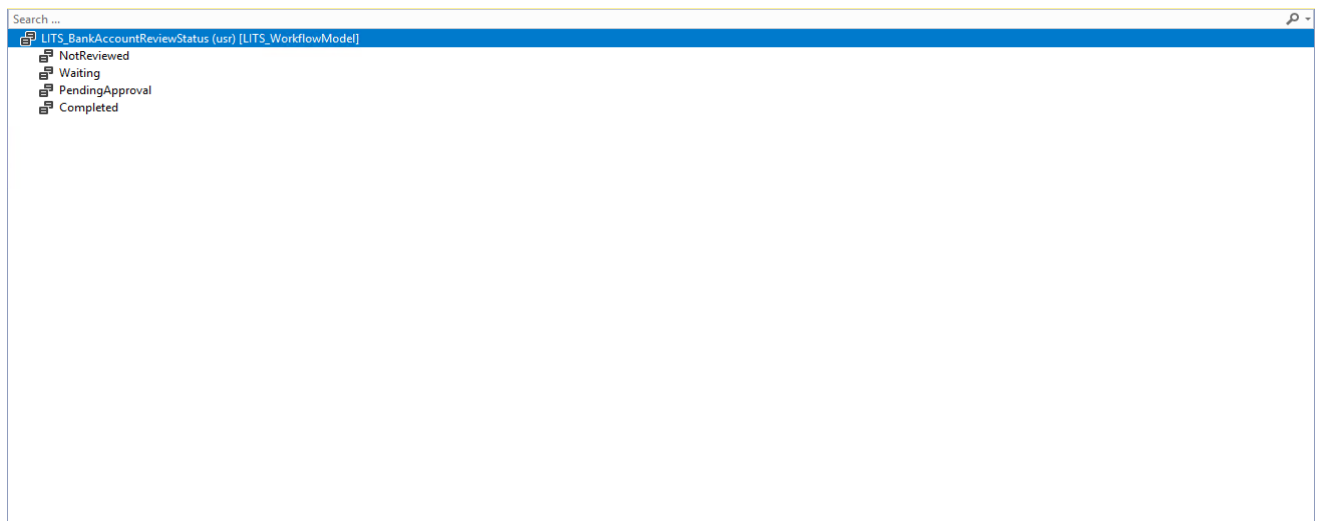 Search ...
LITS_BankAccountReviewStatus (usr) [LITS_WorkflowModel]
NotReviewed
Waiting
PendingApproval
Completed